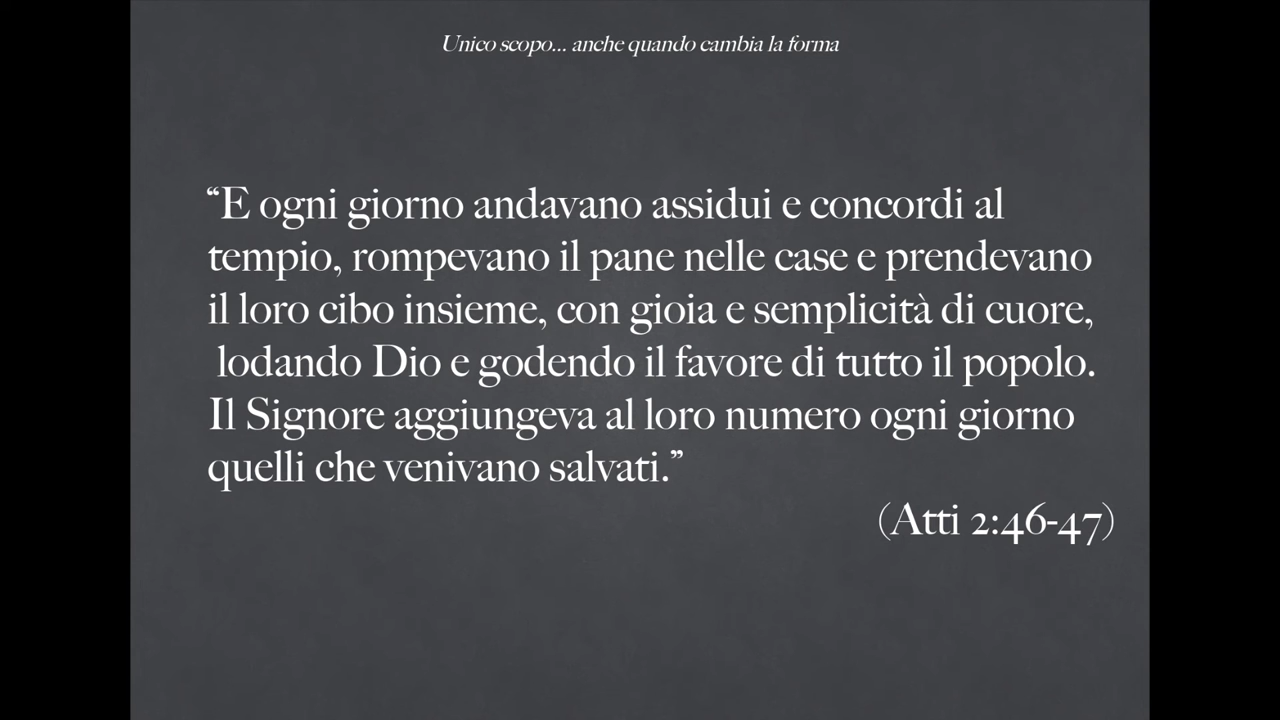 Unico scopo... anche quando cambia la forma
“E ogni giorno andavano assidui e concordi al
tempio, rompevano il pane nelle case e prendevano
il loro cibo insieme, con gioia e semplicità di cuore,
lodando Dio e godendo il favore di tutto il popolo.
Il Signore aggiungeva al loro numero ogni giorno
quelli che venivano salvati.”
(Atti 2:46-47)